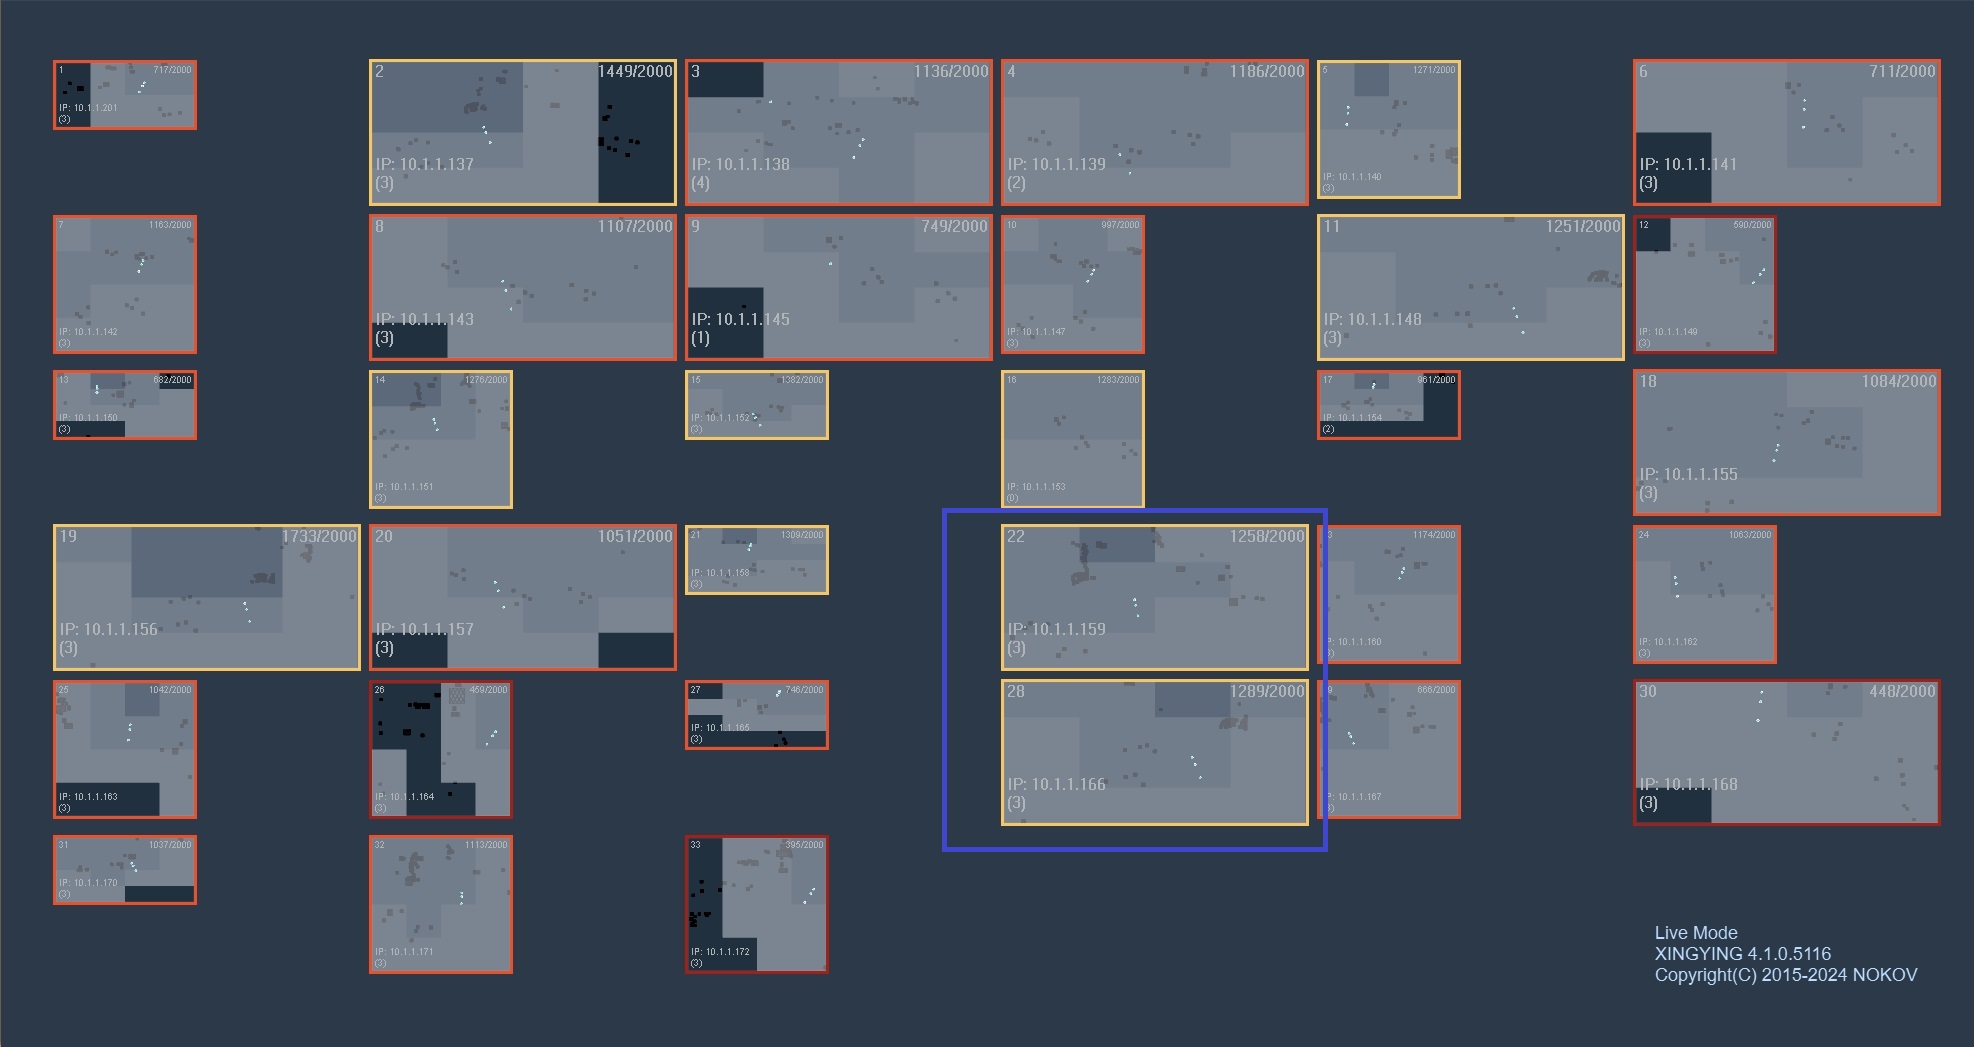 1 717/2000
IP: 10.1.1.201
(3)
2 1449/2000
IP: 10.1.1.137
(3)
3 1136/2000
IP: 10.1.1.138
(4)
4 1186/2000
IP: 10.1.1.139
(2)
5 1271/2000
IP: 10.1.1.140
(3)
6 711/2000
IP: 10.1.1.141
(3)
7 1163/2000
IP: 10.1.1.142
(3)
8 1107/2000
IP: 10.1.1.143
(3)
9 749/2000
IP: 10.1.1.145
(1)
10 997/2000
IP: 10.1.1.147
(3)
11 1251/2000
IP: 10.1.1.148
(3)
12 590/2000
IP: 10.1.1.149
(3)
13 682/2000
IP: 10.1.1.150
(3)
14 1276/2000
IP: 10.1.1.151
(3)
15 1382/2000
IP: 10.1.1.152
(3)
16 1283/2000
IP: 10.1.1.153
(0)
17 961/2000
IP: 10.1.1.154
(2)
18 1084/2000
IP: 10.1.1.155
(3)
19 1733/2000
IP: 10.1.1.156
(3)
20 1051/2000
IP: 10.1.1.157
(3)
21 1309/2000
IP: 10.1.1.158
(3)
22 1258/2000
IP: 10.1.1.159
(3)
3 1174/2000
IP: 10.1.1.160
3)
24 1063/2000
IP: 10.1.1.162
(3)
25 1042/2000
IP: 10.1.1.163
(3)
26 459/2000
IP: 10.1.1.164
(3)
27 746/2000
IP: 10.1.1.165
(3)
28 1289/2000
IP: 10.1.1.166
(3)
9 666/2000
IP: 10.1.1.167
3)
30 448/2000
IP: 10.1.1.168
(3)
31 1037/2000
IP: 10.1.1.170
(3)
32 1113/2000
IP: 10.1.1.171
(3)
33 395/2000
IP: 10.1.1.172
(3)
Live Mode
XINGYING 4.1.0.5116
Copyright(C) 2015-2024 NOKOV